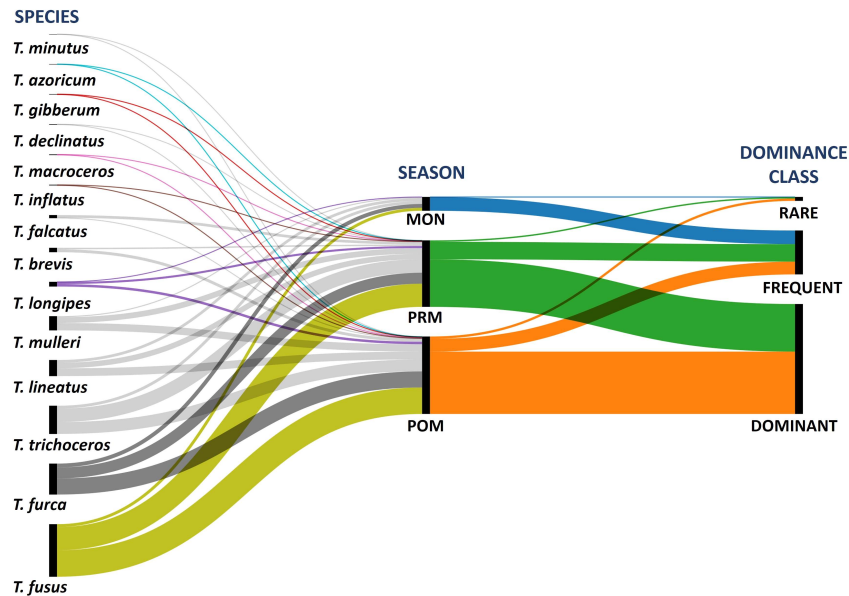 SPECIES
T. minutus
T. azoricum
T. gibberum
T. declinatus
T. macroceros
T. inflatus
T. falcatus
T. brevis
T. longipes
T. mulleri
T. lineatus
T. trichoceros
T. furca
T. fusus
SEASON
MON
PRM
POM
DOMINANCE
CLASS
RARE
FREQUENT
DOMINANT